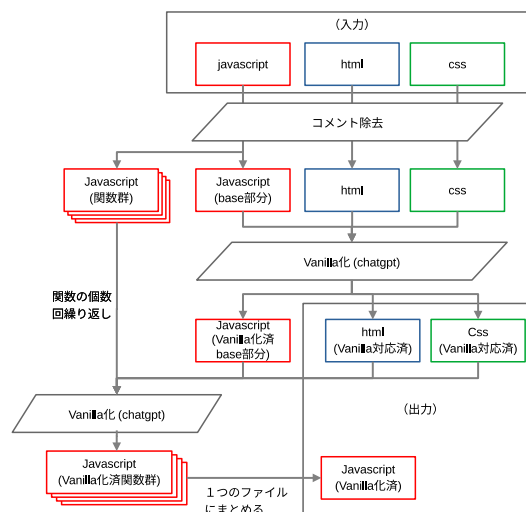 （入力）
javascript
html
css
コメント除去
Javascript
(関数群)
Javascript
(base部分)
html
css
Vanilla化 (chatgpt)
関数の個数
回繰り返し
Javascript
(Vanilla化済
base部分)
html
(Vanilla対応済)
Css
(Vanilla対応済)
（出力）
Vanilla化 (chatgpt)
Javascript
(Vanilla化済関数群)
１つのファイル
にまとめる
Javascript
(Vanilla化済)